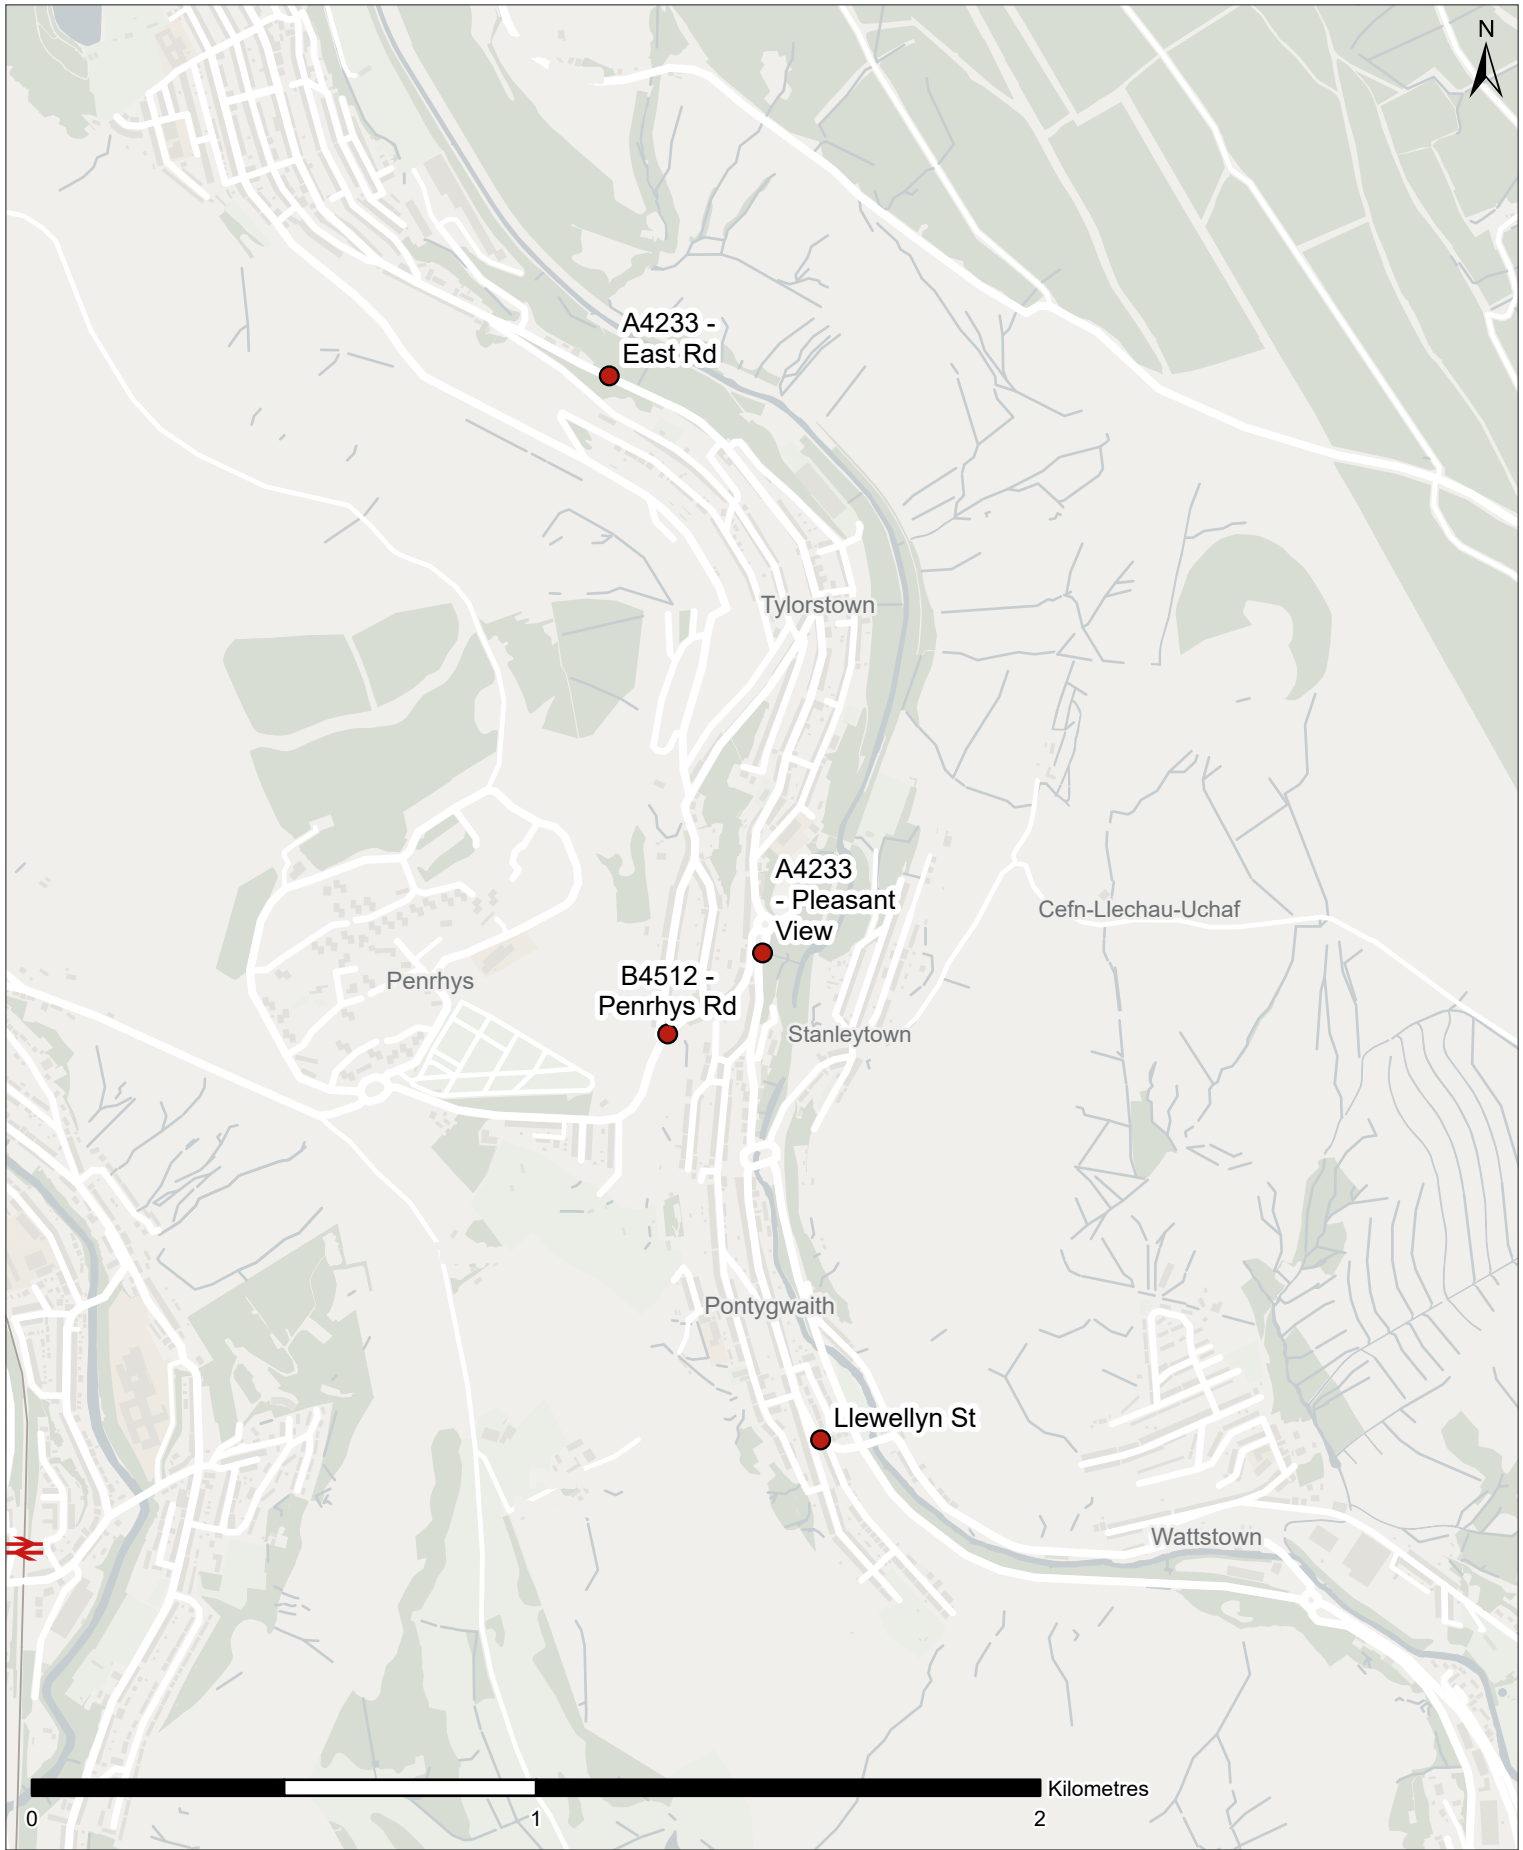 N
A4233 -
East Rd
Tylorstown
A4233
- Pleasant
View
Cefn-Llechau-Uchaf
Penrhys
B4512 -
Penrhys Rd
Stanleytown
Pontygwaith
Llewellyn St
Wattstown
Kilometres
0 1 2